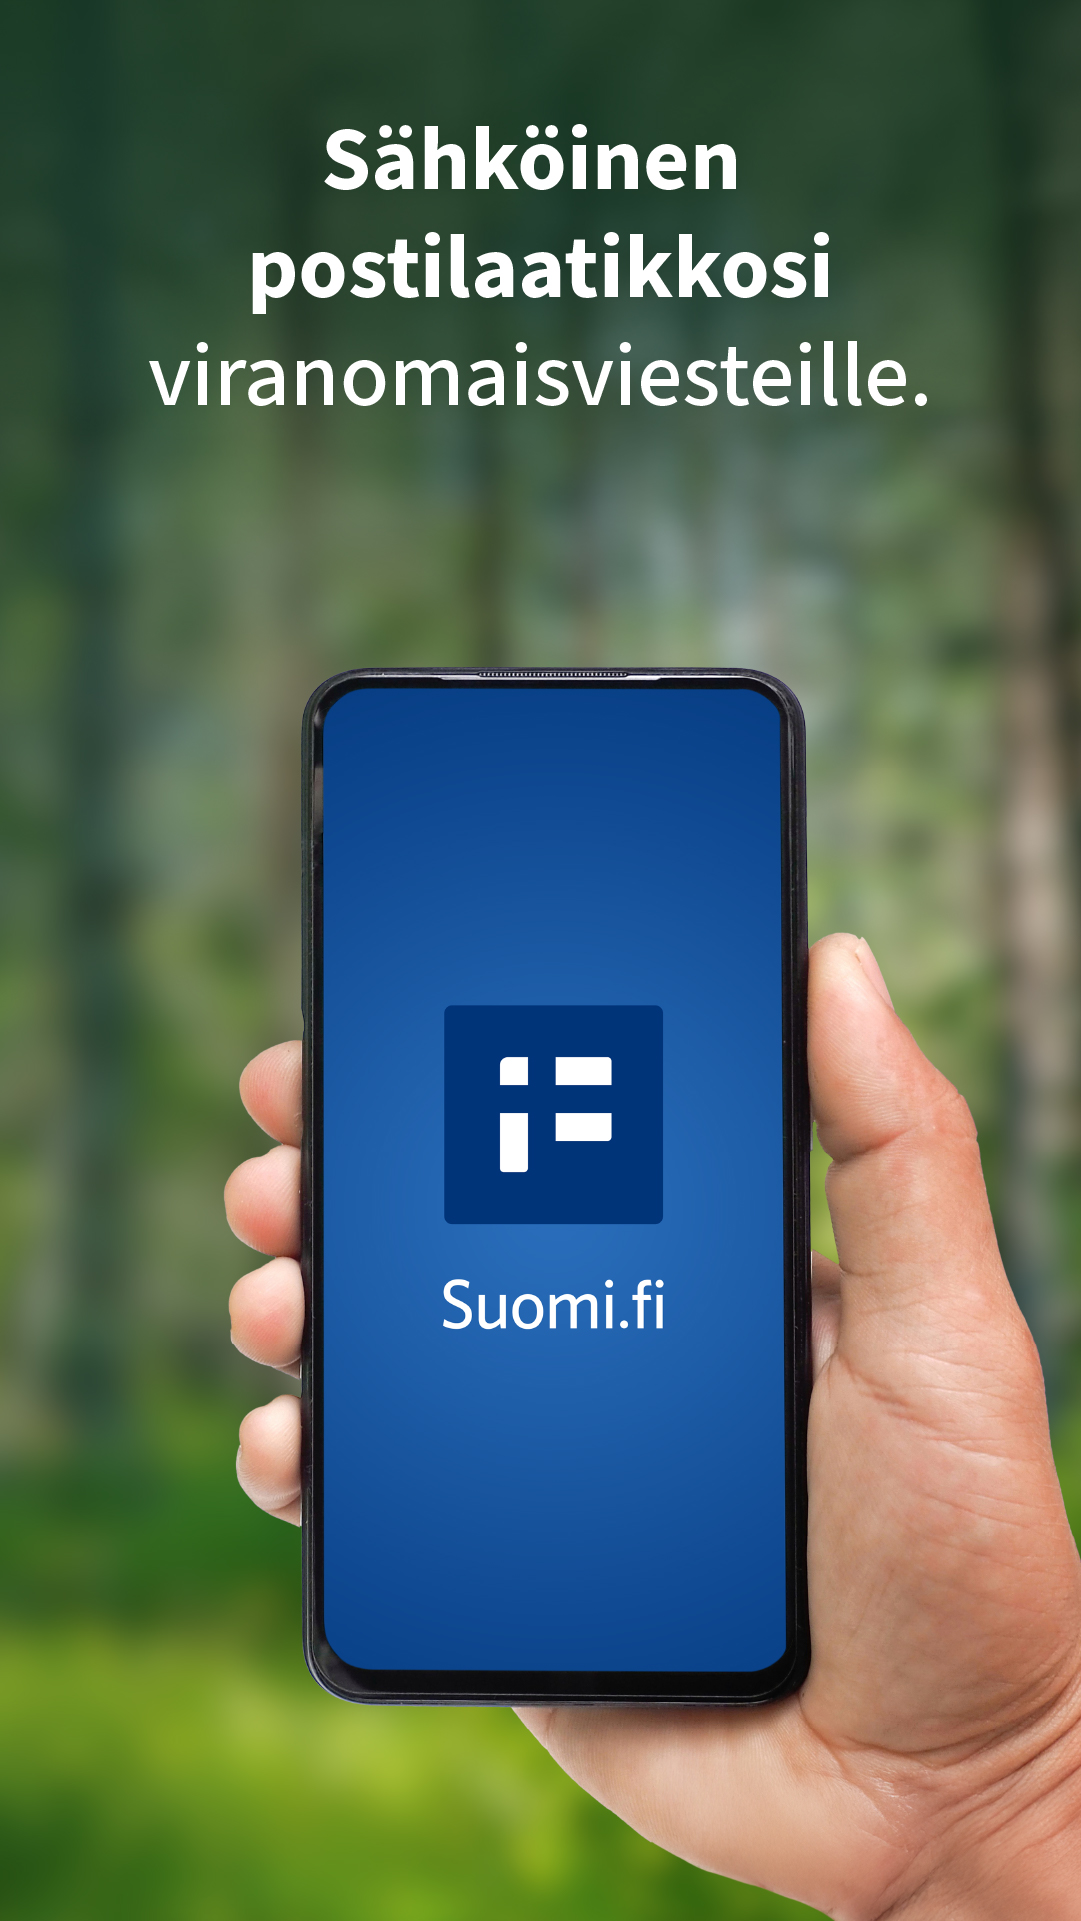 Sähköinen
postilaatikkosi
viranomaisviesteille.
Suomi.fi